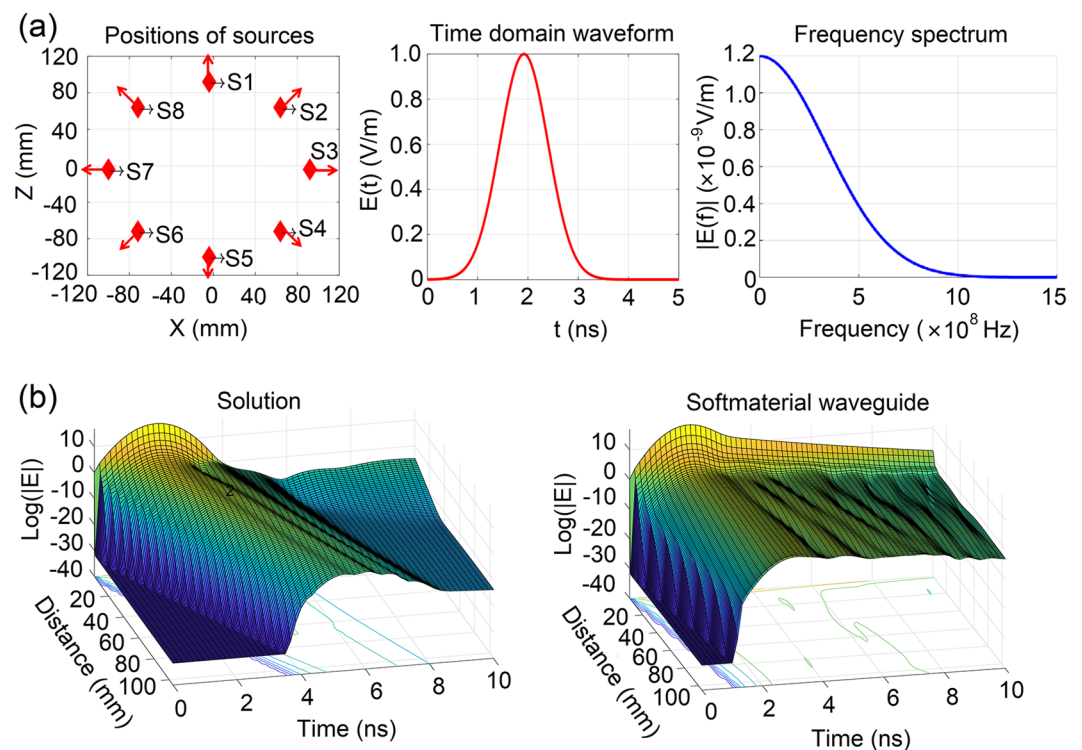 (a)
Positions of sources
120
80
40
0
-40
-80
-120
Z (mm)
S1
S2
S3
S4
S5
S6
S7
S8
-120 -80 -40 0 40 80 120
X (mm)
Time domain waveform
1.0
0.8
0.6
0.4
0.2
0
E(t) (V/m)
0 1 2 3 4 5
t (ns)
Frequency spectrum
1.2
1.0
0.8
0.6
0.4
0.2
0
|E(f)| (×10⁻⁹V/m)
0 5 10 15
Frequency (×10⁸ Hz)
(b)
Solution
10
0
-10
-20
-30
-40
Log(|E|)
2
20
40
60
80
100
Distance (mm)
0 2 4 6 8 10
Time (ns)
Softmaterial waveguide
10
0
-10
-20
-30
-40
Log(|E|)
20
40
60
80
100
Distance (mm)
0 2 4 6 8 10
Time (ns)